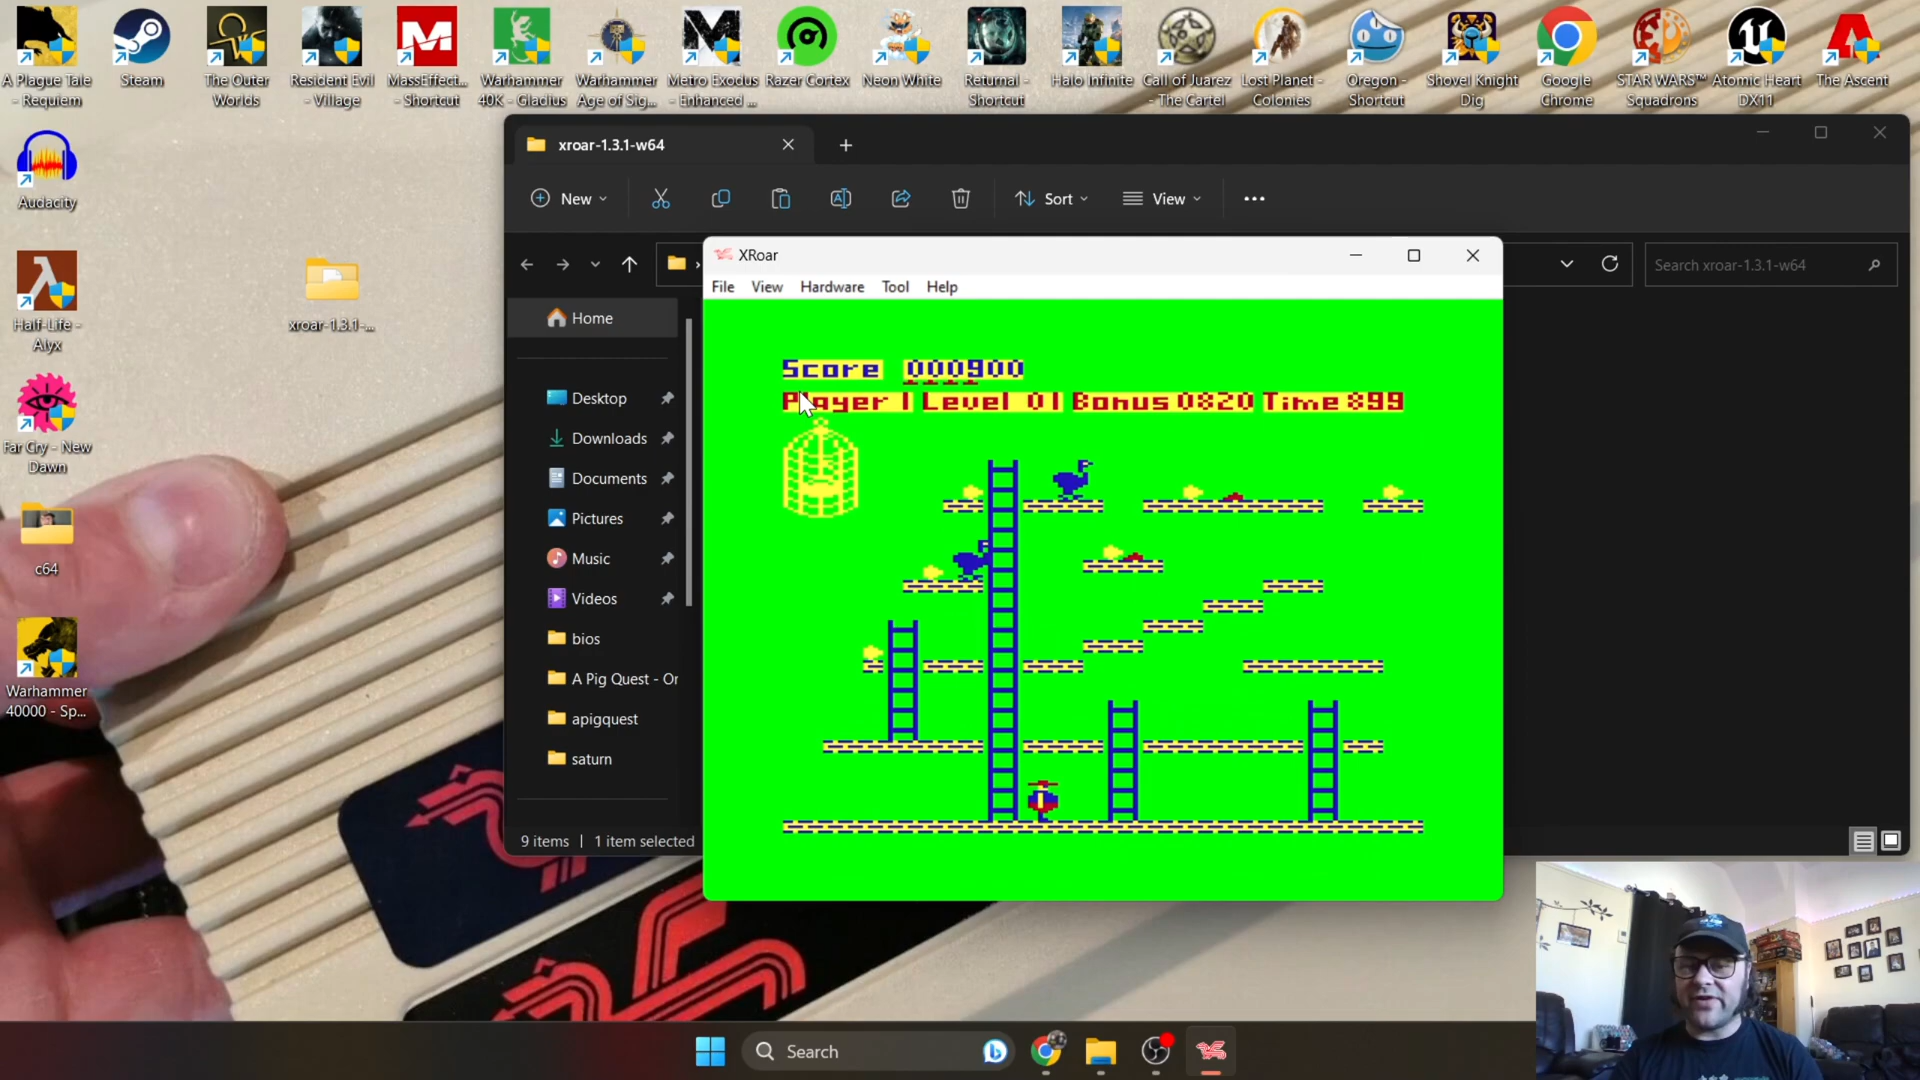 A Plague Tale
- Requiem
Steam
The Outer
Worlds
Resident Evil
- Village
MassEffect...
- Shortcut
Warhammer
40K - Gladius
Warhammer
Age of Sig...
Metro Exodus
- Enhanced ...
Razer Cortex
Neon White
Returnal -
Shortcut
Halo Infinite
Call of Juarez
- The Cartel
Lost Planet -
Colonies
Oregon -
Shortcut
Shovel Knight
Dig
Google
Chrome
STAR WARS™
Squadrons
Atomic Heart
DX11
The Ascent
Audacity
Half-Life -
Alyx
Far Cry - New
Dawn
c64
Warhammer
40000 - Sp...
xroar-1.3.1-...
xroar-1.3.1-w64
New
Sort
View
Search xroar-1.3.1-w64
Home
Desktop
Downloads
Documents
Pictures
Music
Videos
bios
A Pig Quest - Or
apigquest
saturn
9 items
1 item selected
XRoar
File View Hardware Tool Help
Score 000900
Player 1 Level 01 Bonus 0820 Time 899
Search